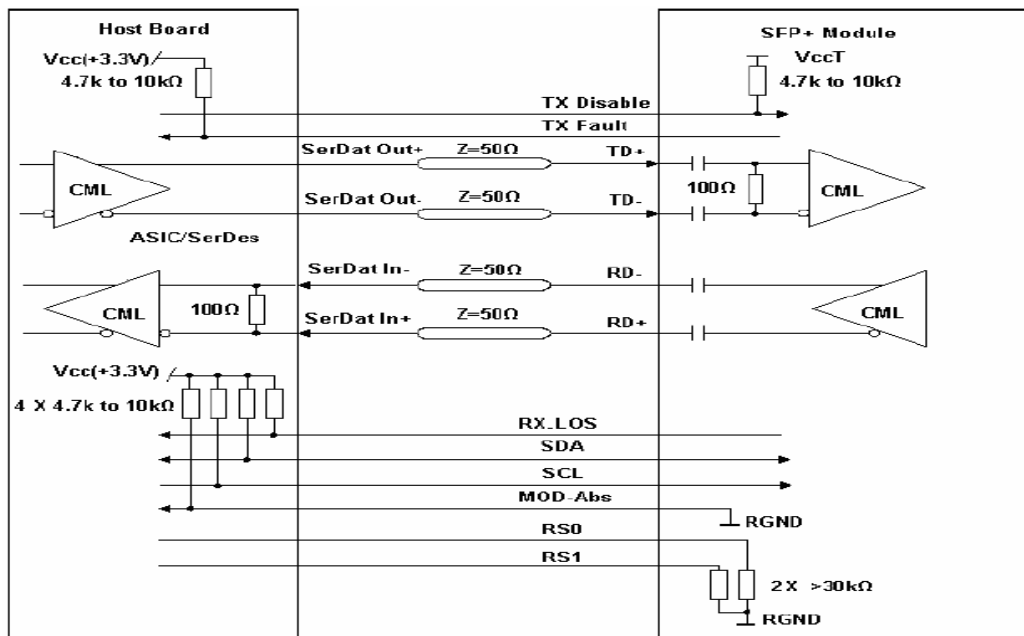 Host Board
SFP+ Module
Vcc(+3.3V)
VccT
4.7k to 10kΩ
4.7k to 10kΩ
TX Disable
TX Fault
SerDat Out+
Z=50Ω
TD+
CML
100Ω
CML
SerDat Out-
Z=50Ω
TD-
ASIC/SerDes
SerDat In-
Z=50Ω
RD-
CML
100Ω
CML
SerDat In+
Z=50Ω
RD+
Vcc(+3.3V)
4 X 4.7k to 10kΩ
RX-LOS
SDA
SCL
MOD-Abs
RGND
RS0
RS1
2X >30kΩ
RGND